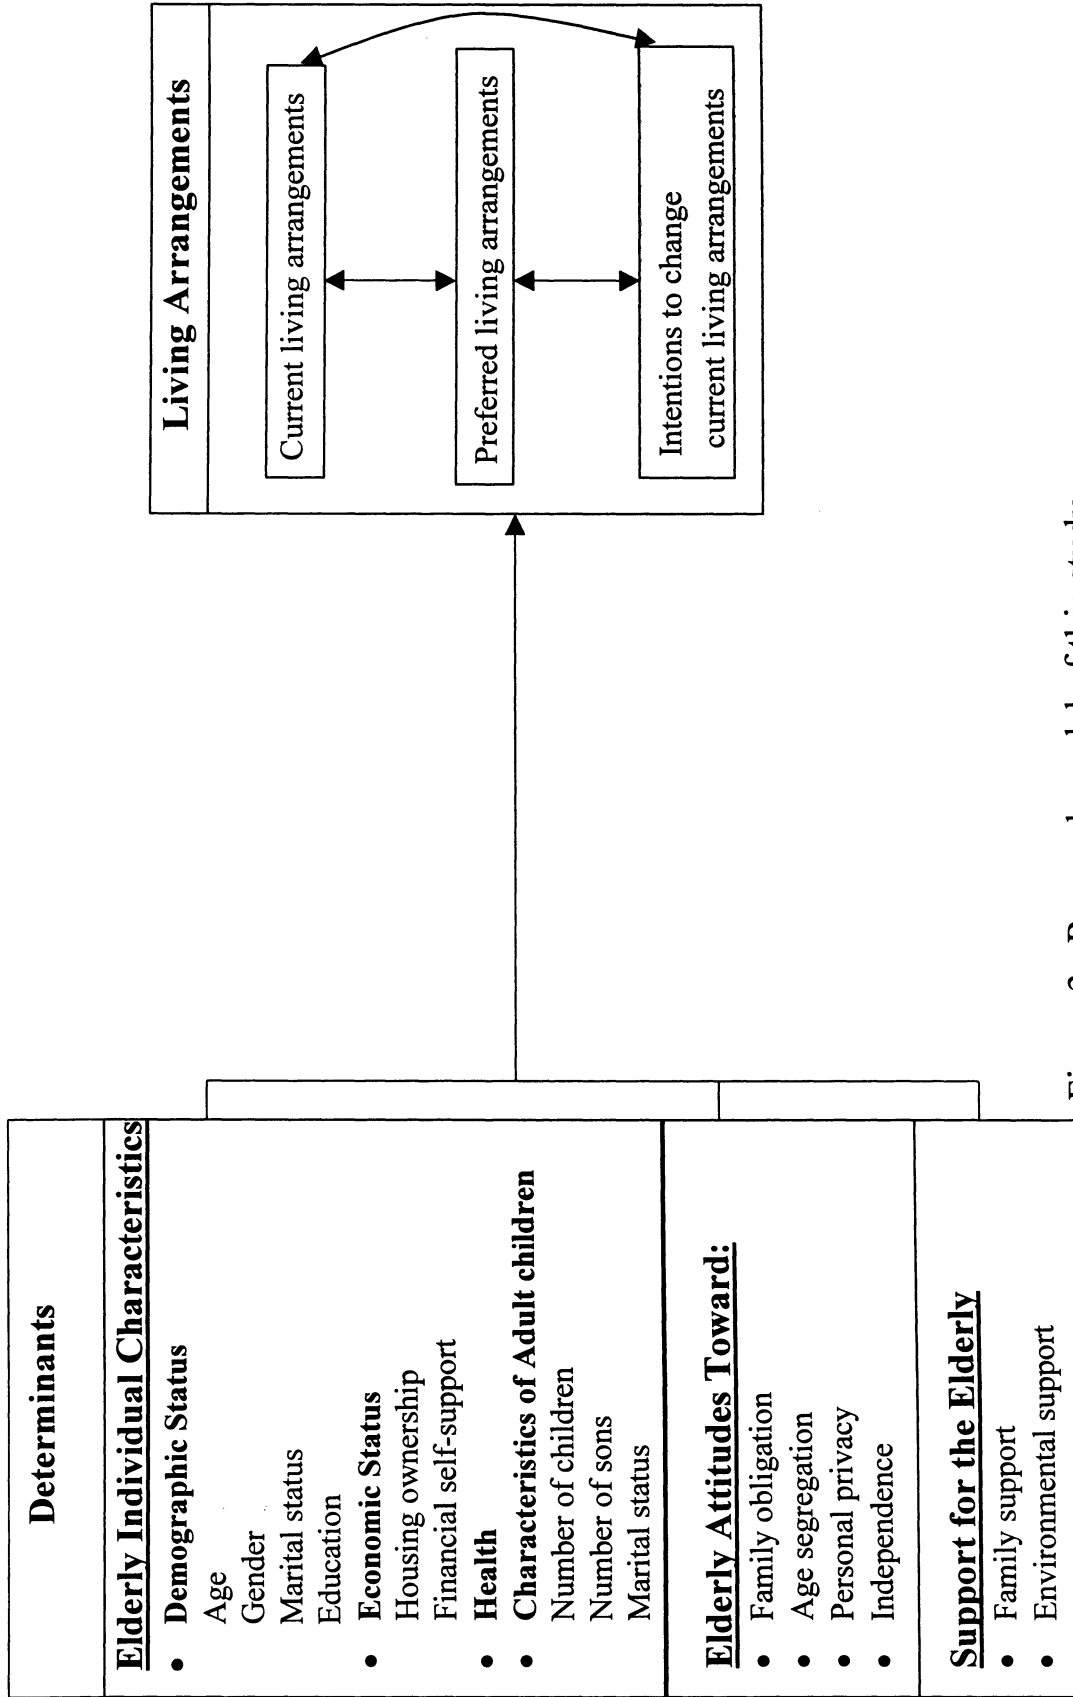 Determinants
Elderly Individual Characteristics
• Demographic Status
Age
Gender
Marital status
Education
• Economic Status
Housing ownership
Financial self-support
• Health
• Characteristics of Adult children
Number of children
Number of sons
Marital status
Elderly Attitudes Toward:
• Family obligation
• Age segregation
• Personal privacy
• Independence
Support for the Elderly
• Family support
• Environmental support
Living Arrangements
Current living arrangements
Preferred living arrangements
Intentions to change
current living arrangements
of this study